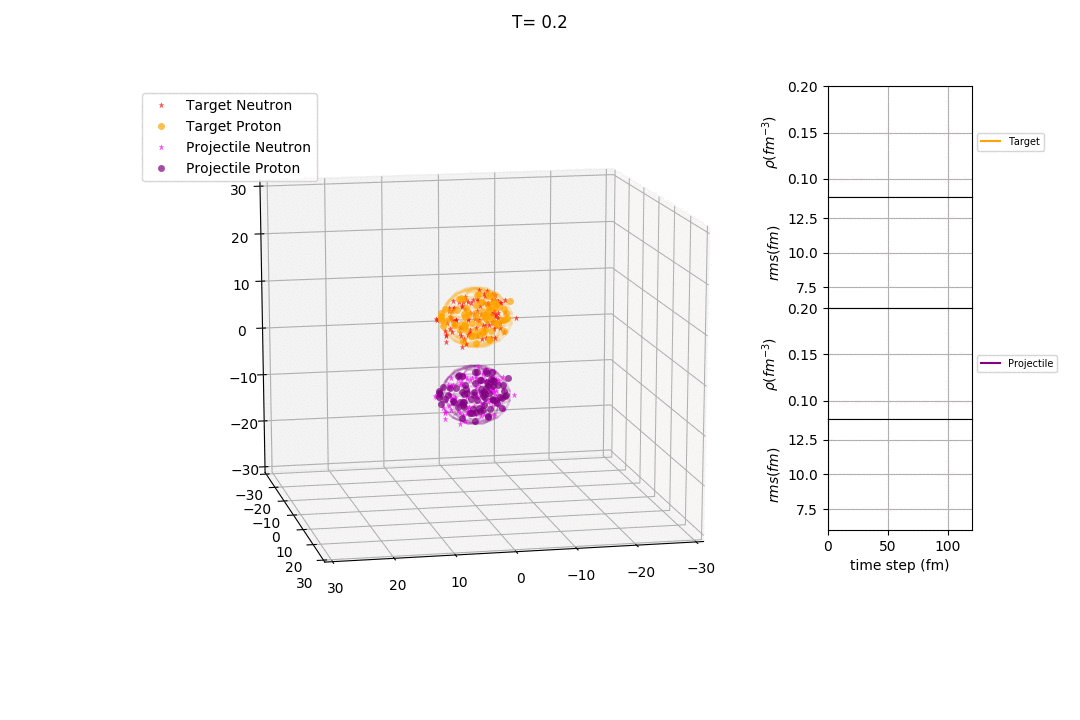 T= 0.2
Target Neutron
Target Proton
Projectile Neutron
Projectile Proton
30
20
10
0
−10
−20
−30
−30
−20
−10
0
10
20
30
30
20
10
0
−10
−20
−30
0.20
0.15
0.10
ρ(fm⁻³)
Target
12.5
10.0
7.5
rms(fm)
0.20
0.15
0.10
ρ(fm⁻³)
Projectile
12.5
10.0
7.5
rms(fm)
0 50 100
time step (fm)